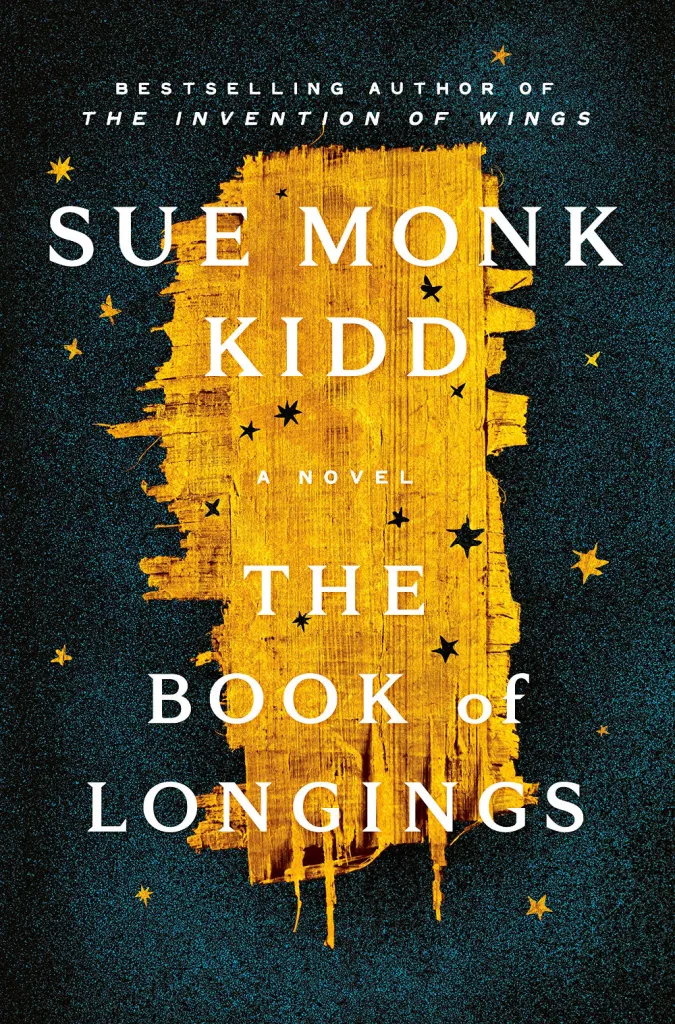 BESTSELLING AUTHOR OF
THE INVENTION OF WINGS
SUE MONK
KIDD
A NOVEL
THE
BOOK of
LONGINGS